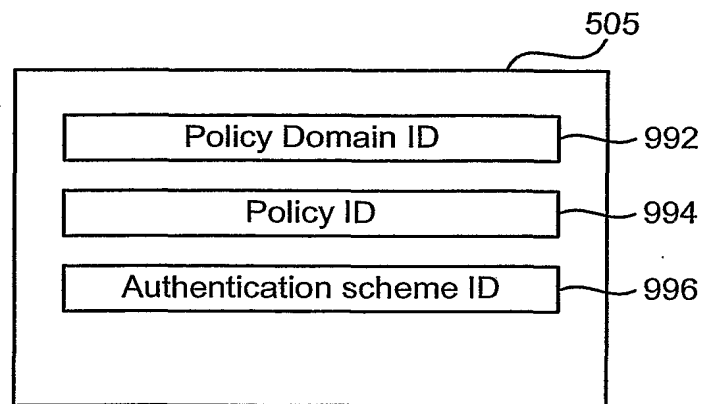 505
Policy Domain ID 992
Policy ID 994
Authentication scheme ID 996